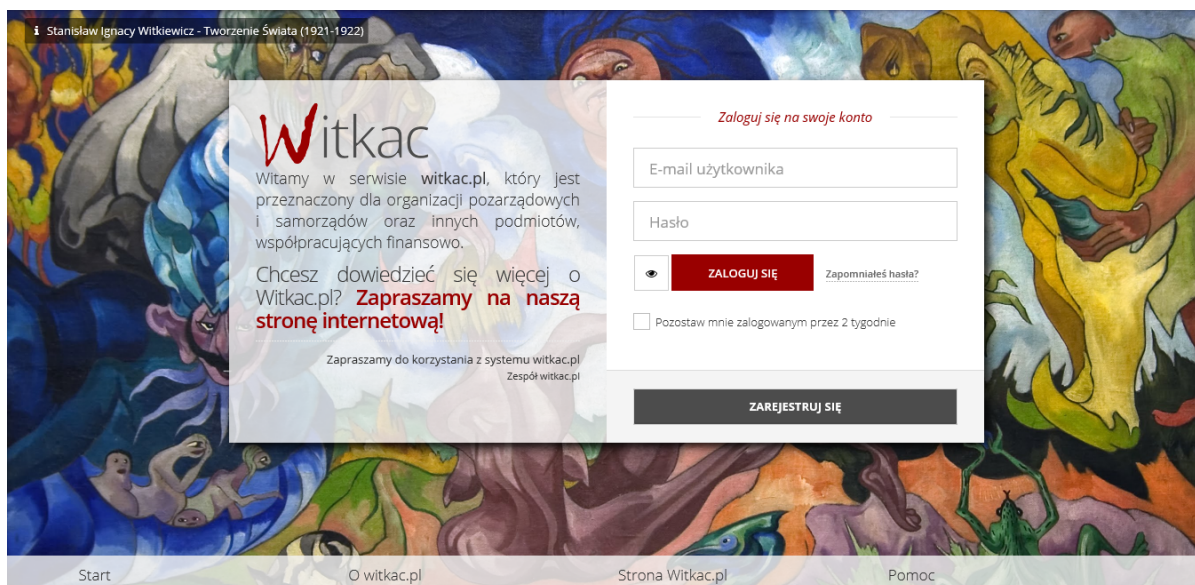 Stanisław Ignacy Witkiewicz - Tworzenie Świata (1921-1922)
Witkac
Witamy w serwisie witkac.pl, który jest
przeznaczony dla organizacji pozarządowych
i samorządów oraz innych podmiotów,
współpracujących finansowo.
Chcesz dowiedzieć się więcej o
Witkac.pl? Zapraszamy na naszą
stronę internetową!
Zapraszamy do korzystania z systemu witkac.pl
Zespół witkac.pl
Zaloguj się na swoje konto
E-mail użytkownika
Hasło
ZALOGUJ SIĘ Zapomniałeś hasła?
Pozostaw mnie zalogowanym przez 2 tygodnie
ZAREJESTRUJ SIĘ
Start O witkac.pl Strona Witkac.pl Pomoc